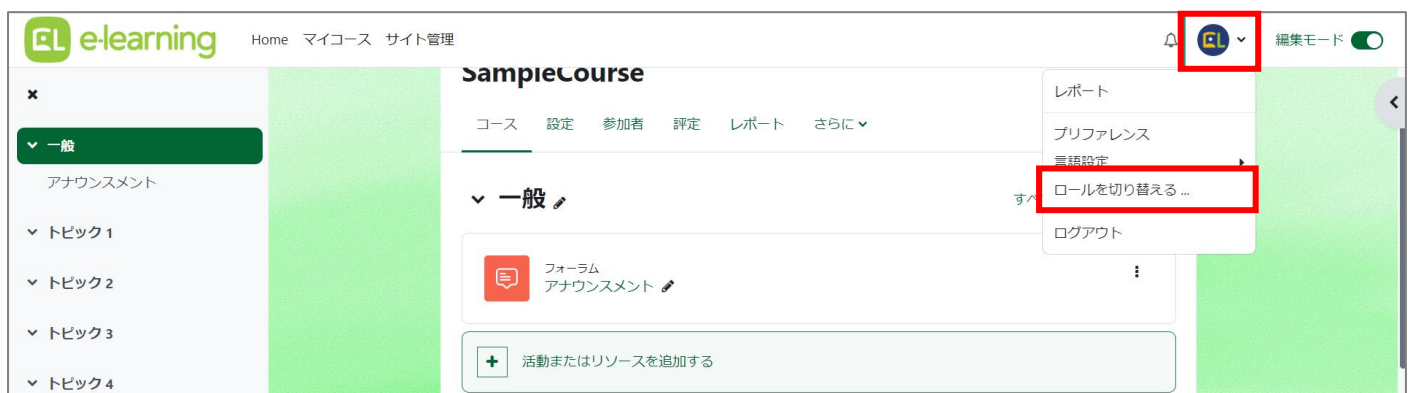 EL e-learning Home マイコース サイト管理 EL 編集モード
SampleCourse
コース 設定 参加者 評定 レポート さらに
一般
アナウンスメント
トピック 1
トピック 2
トピック 3
トピック 4
一般
すべ
フォーラム
アナウンスメント
活動またはリソースを追加する
レポート
プリファレンス
言語設定
ロールを切り替える ...
ログアウト